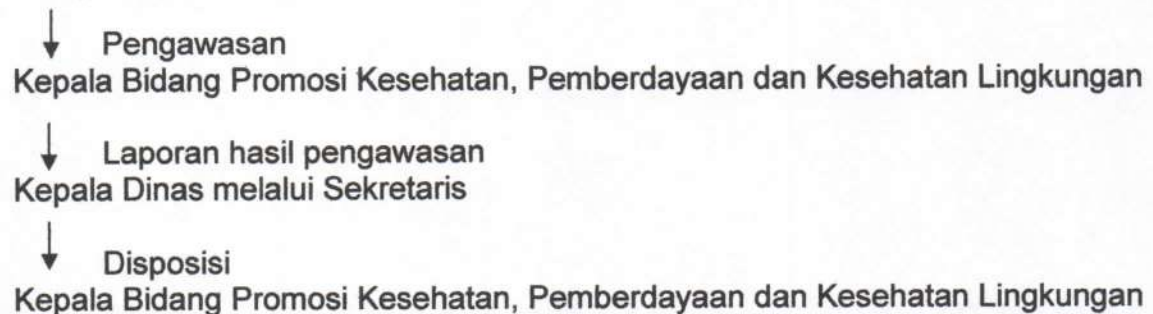 Pengawasan
Kepala Bidang Promosi Kesehatan, Pemberdayaan dan Kesehatan Lingkungan
Laporan hasil pengawasan
Kepala Dinas melalui Sekretaris
Disposisi
Kepala Bidang Promosi Kesehatan, Pemberdayaan dan Kesehatan Lingkungan